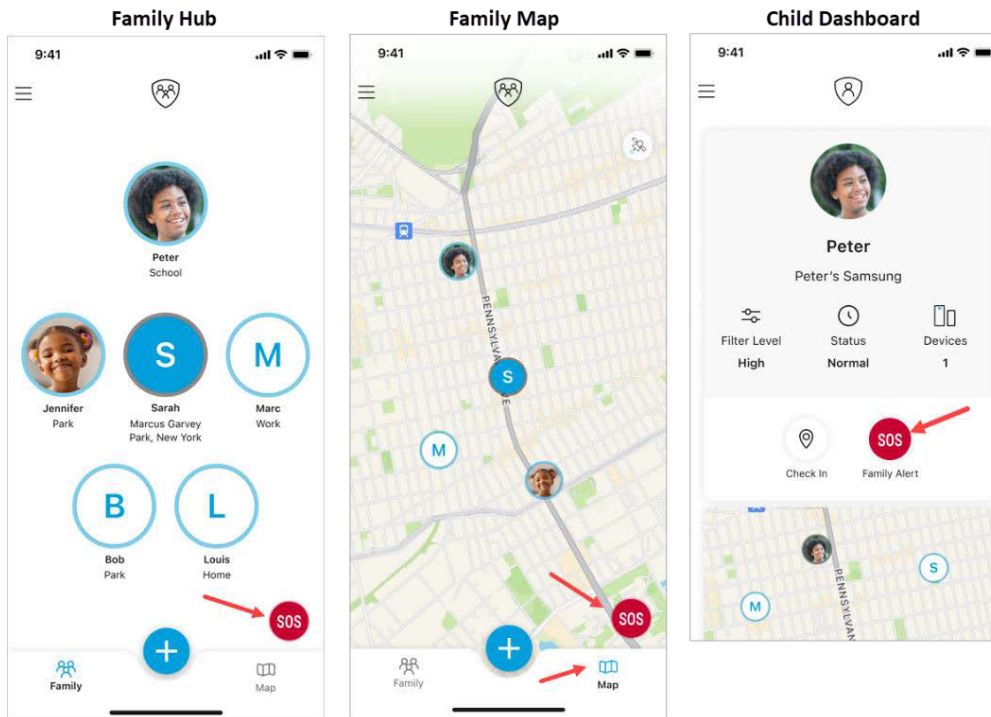 Family Hub
9:41
Peter
School
S
M
Jennifer
Park
Sarah
Marcus Garvey
Park, New York
Marc
Work
B
L
Bob
Park
Louis
Home
SOS
+
Family
Map
Family Map
9:41
PENNSYLVANIA AVE
S
M
SOS
+
Family
Map
Child Dashboard
9:41
Peter
Peter's Samsung
Filter Level
High
Status
Normal
Devices
1
Check In
SOS
Family Alert
S
M
PENNSYLVAN